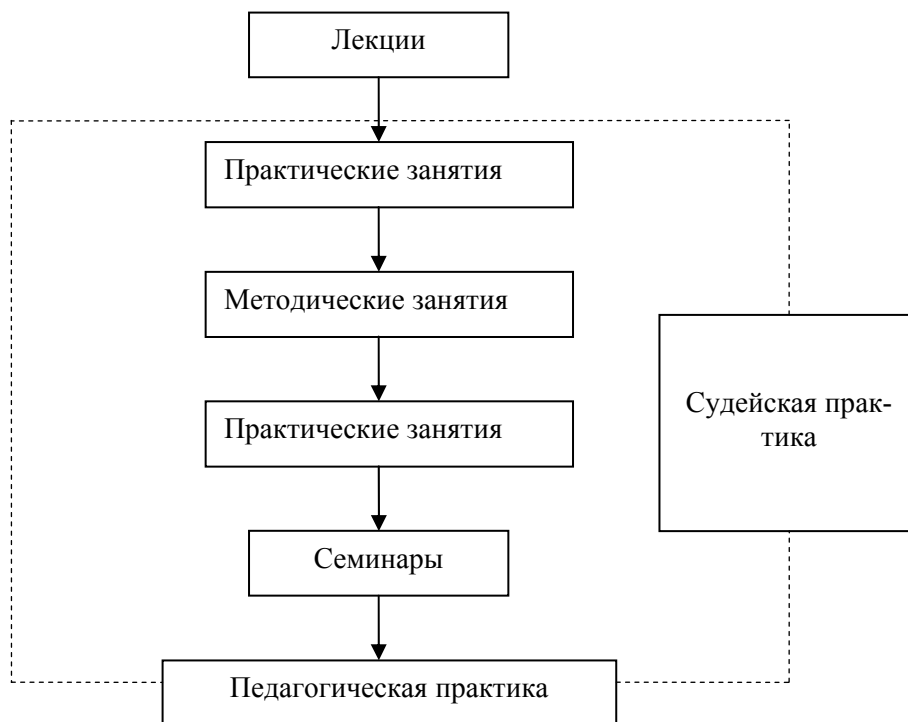 Лекции
Практические занятия
Методические занятия
Судейская прак-
тика
Практические занятия
Семинары
Педагогическая практика